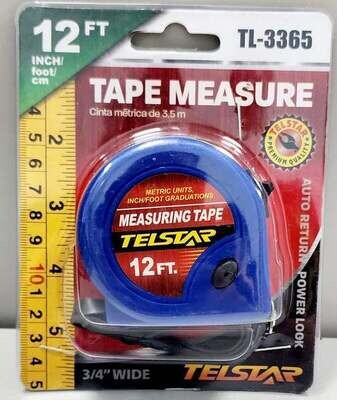 12 FT
INCH/
foot/
cm
TL-3365
TAPE MEASURE
Cinta métrica de 3.5 m
TELSTAR
PREMIUM QUALITY
METRIC UNITS,
INCH/FOOT GRADUATIONS
MEASURING TAPE
TELSTAR
12 FT.
AUTO RETURN - POWER LOOK
3/4" WIDE
TELSTAR